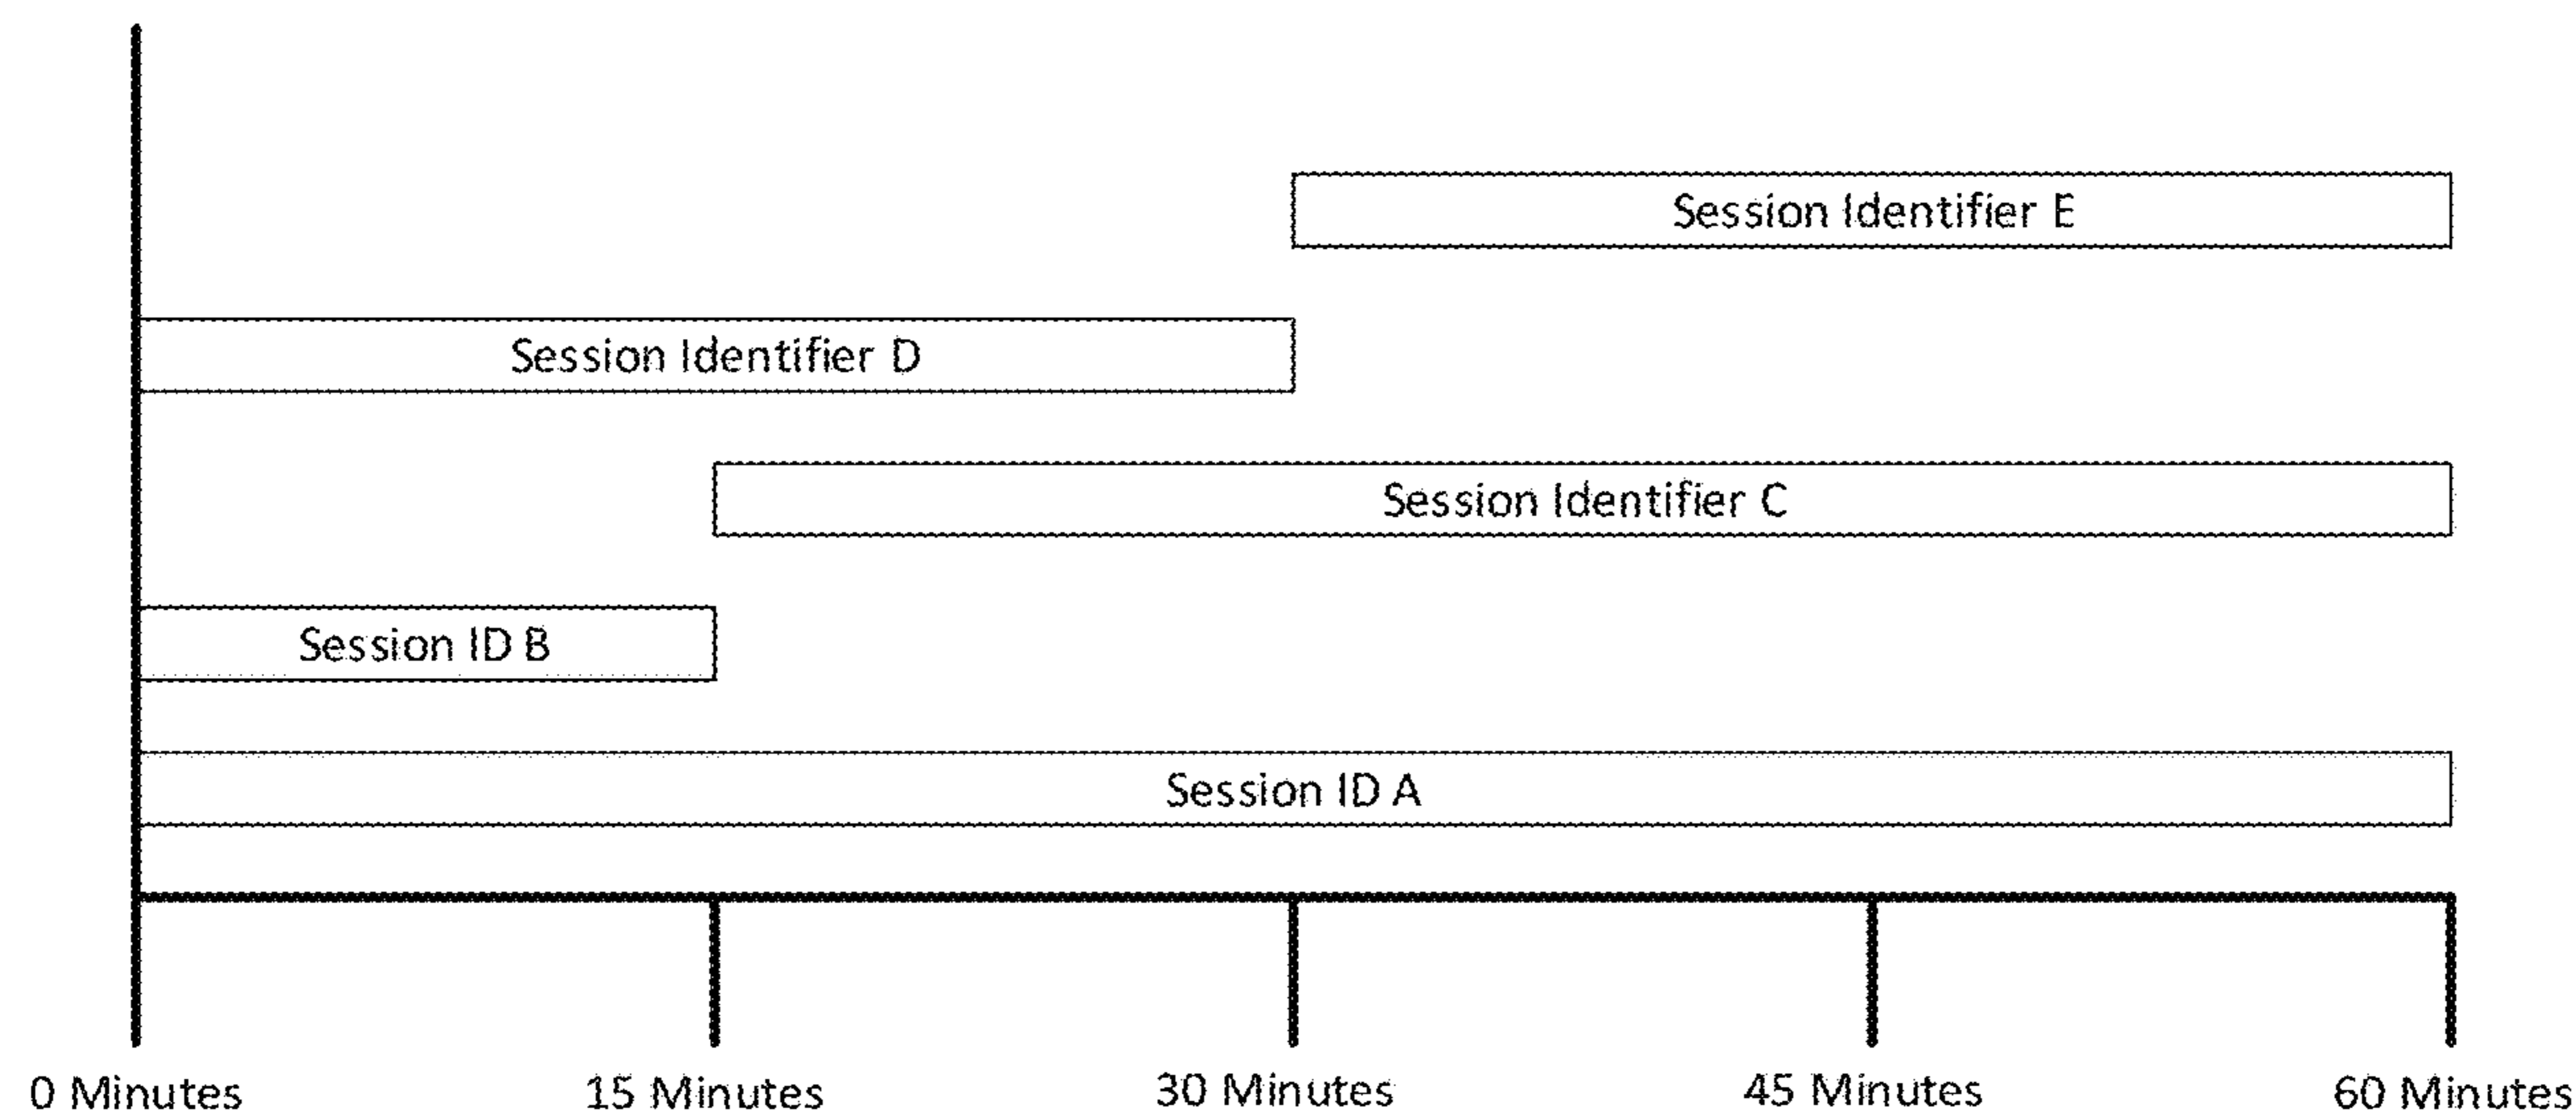 Session Identifier E
Session Identifier D
Session Identifier C
Session ID B
Session ID A
0 Minutes
15 Minutes
30 Minutes
45 Minutes
60 Minutes